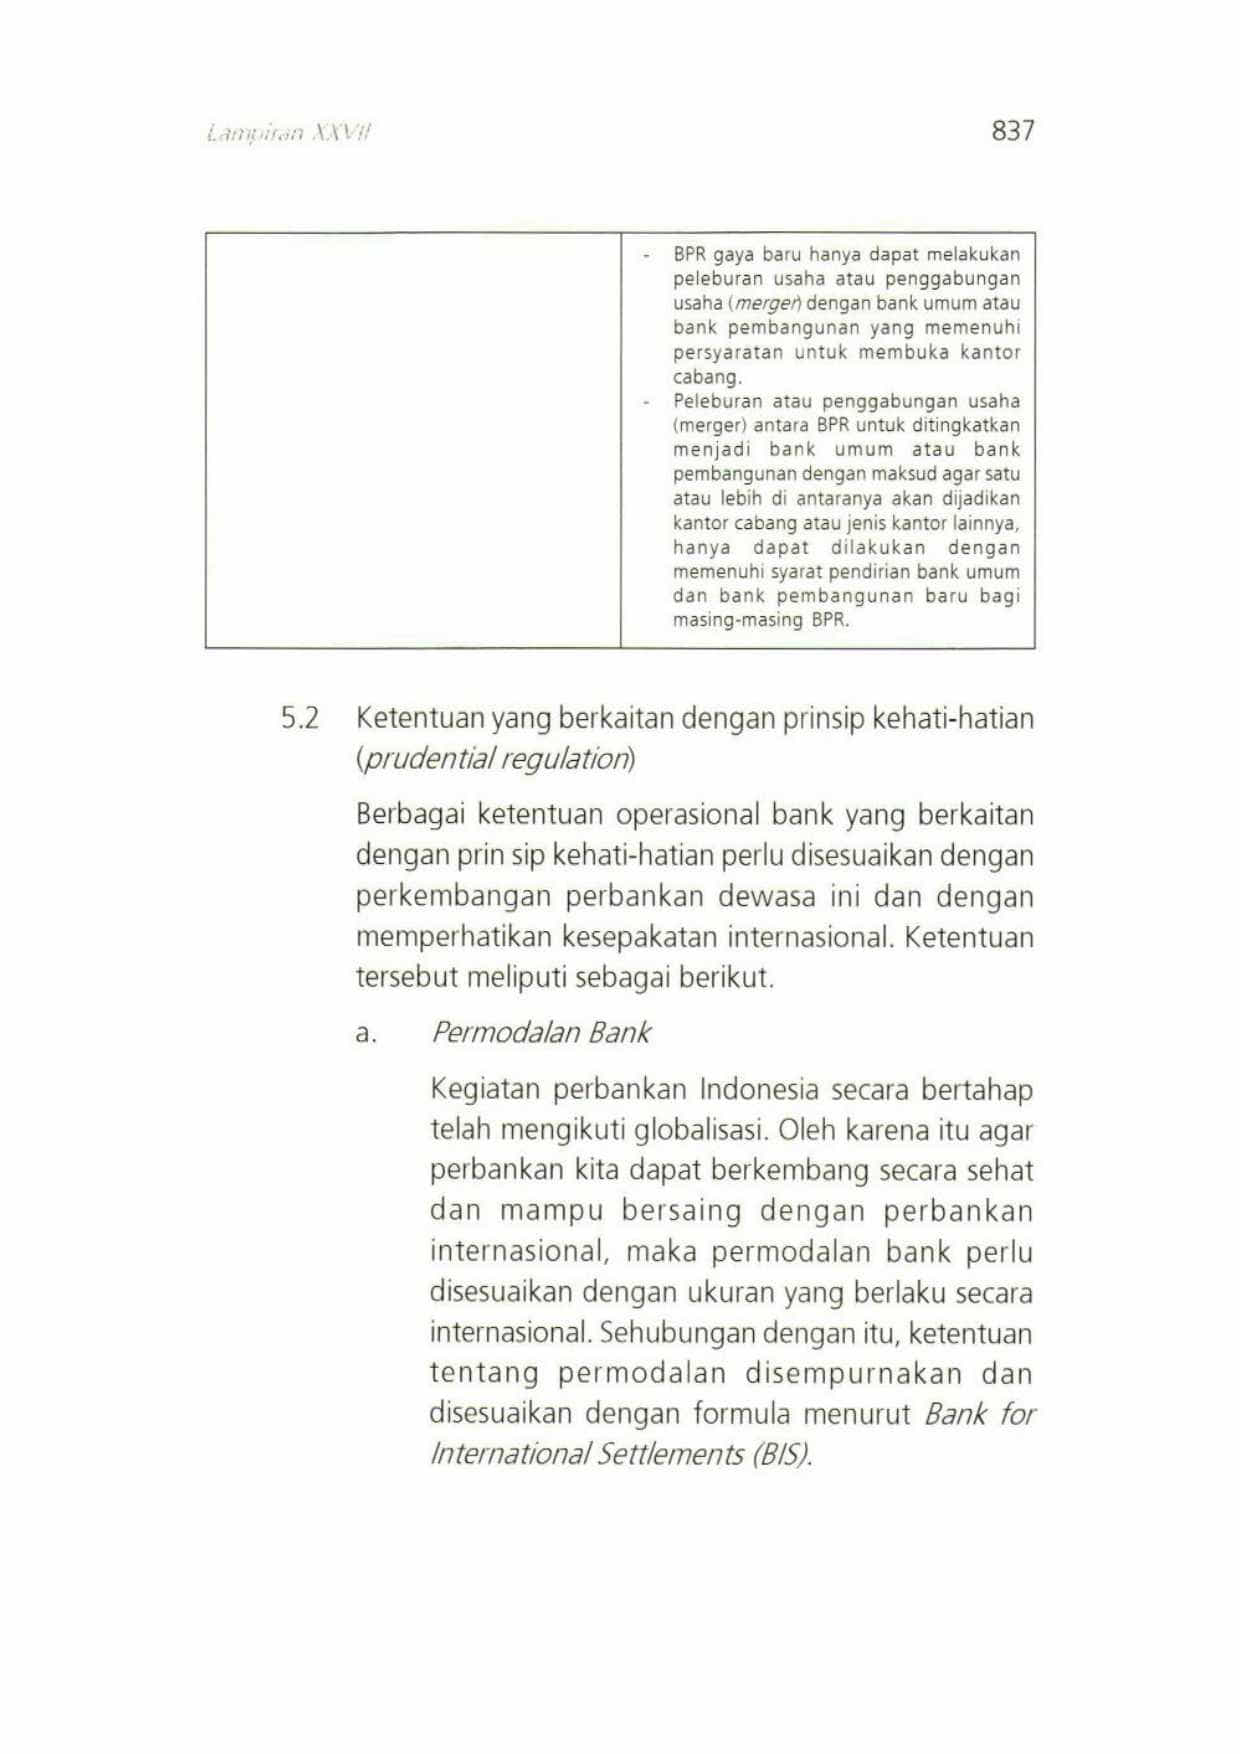 Lampiran XXVII
837
- BPR gaya baru hanya dapat melakukan
peleburan usaha atau penggabungan
usaha (merger) dengan bank umum atau
bank pembangunan yang memenuhi
persyaratan untuk membuka kantor
cabang.
- Peleburan atau penggabungan usaha
(merger) antara BPR untuk ditingkatkan
menjadi bank umum atau bank
pembangunan dengan maksud agar satu
atau lebih di antaranya akan dijadikan
kantor cabang atau jenis kantor lainnya,
hanya dapat dilakukan dengan
memenuhi syarat pendirian bank umum
dan bank pembangunan baru bagi
masing-masing BPR.
5.2 Ketentuan yang berkaitan dengan prinsip kehati-hatian
(prudential regulation)
Berbagai ketentuan operasional bank yang berkaitan
dengan prin sip kehati-hatian perlu disesuaikan dengan
perkembangan perbankan dewasa ini dan dengan
memperhatikan kesepakatan internasional. Ketentuan
tersebut meliputi sebagai berikut.
a. Permodalan Bank
Kegiatan perbankan Indonesia secara bertahap
telah mengikuti globalisasi. Oleh karena itu agar
perbankan kita dapat berkembang secara sehat
dan mampu bersaing dengan perbankan
internasional, maka permodalan bank perlu
disesuaikan dengan ukuran yang berlaku secara
internasional. Sehubungan dengan itu, ketentuan
tentang permodalan disempurnakan dan
disesuaikan dengan formula menurut Bank for
International Settlements (BIS).